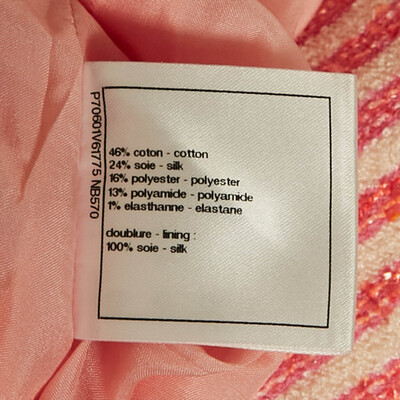 P70601V61775 NB570
46% coton - cotton
24% soie - silk
16% polyester - polyester
13% polyamide - polyamide
1% elasthanne - elastane
doublure - lining :
100% soie - silk